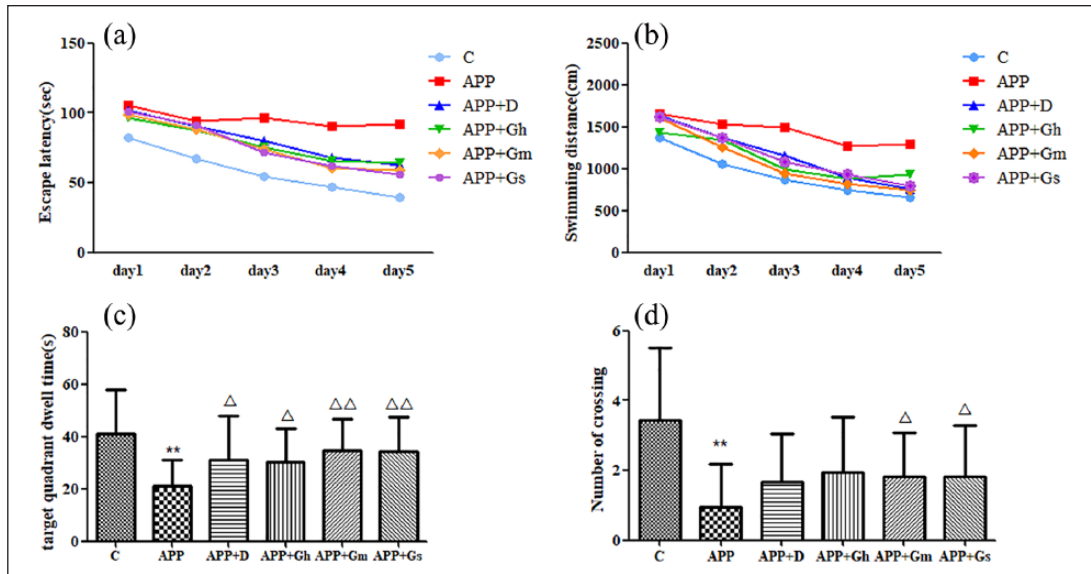 (a)
150
100
50
0
Escape latency(sec)
day1 day2 day3 day4 day5
C
APP
APP+D
APP+Gh
APP+Gm
APP+Gs
(b)
2500
2000
1500
1000
500
0
Swimming distance(cm)
day1 day2 day3 day4 day5
C
APP
APP+D
APP+Gh
APP+Gm
APP+Gs
(c)
80
60
40
20
0
target quadrant dwell time(s)
**
△
△
△△
△△
C APP APP+D APP+Gh APP+Gm APP+Gs
(d)
6
4
2
0
Number of crossing
**
△
△
C APP APP+D APP+Gh APP+Gm APP+Gs